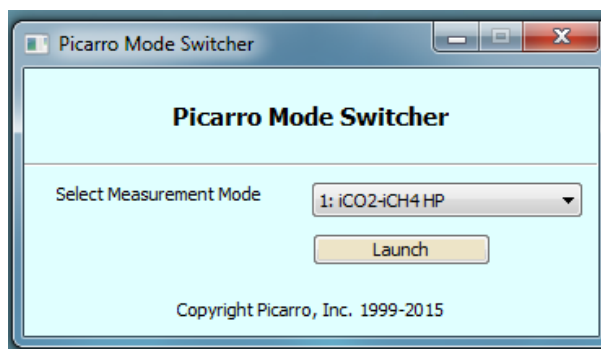 Picarro Mode Switcher
Picarro Mode Switcher
Select Measurement Mode
1: iCO2-iCH4 HP
Launch
Copyright Picarro, Inc. 1999-2015